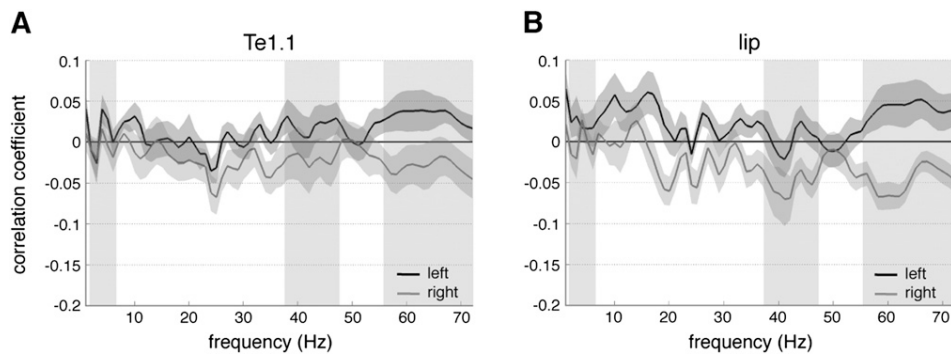 A
Te1.1
B
lip
correlation coefficient
0.1
0.05
0
-0.05
-0.1
-0.15
-0.2
left
right
10 20 30 40 50 60 70
frequency (Hz)
0.1
0.05
0
-0.05
-0.1
-0.15
-0.2
left
right
10 20 30 40 50 60 70
frequency (Hz)